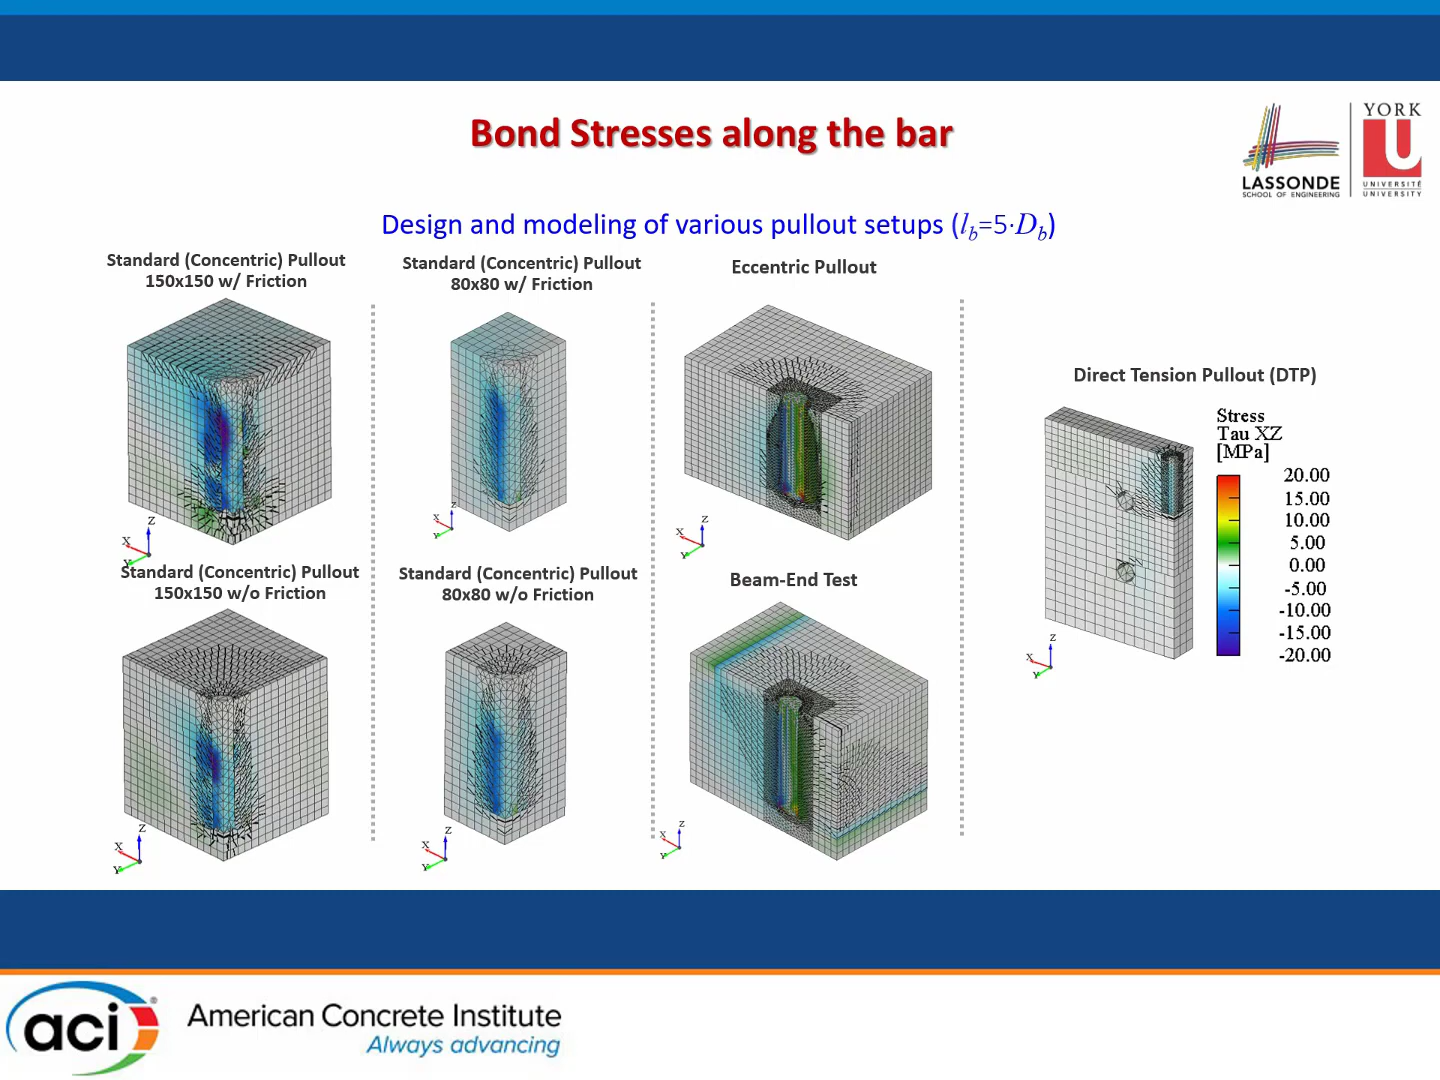 Bond Stresses along the bar
LASSONDE
SCHOOL OF ENGINEERING
YORK
U
UNIVERSITÉ
UNIVERSITY
Design and modeling of various pullout setups (lb=5·Db)
Standard (Concentric) Pullout
150x150 w/ Friction
Standard (Concentric) Pullout
80x80 w/ Friction
Eccentric Pullout
Direct Tension Pullout (DTP)
Stress
Tau XZ
[MPa]
20.00
15.00
10.00
5.00
0.00
-5.00
-10.00
-15.00
-20.00
Z
X
Y
Z
X
Y
Z
X
Y
Z
X
Y
Standard (Concentric) Pullout
150x150 w/o Friction
Standard (Concentric) Pullout
80x80 w/o Friction
Beam-End Test
Z
X
Y
Z
X
Y
Z
X
Y
aci
®
American Concrete Institute
Always advancing